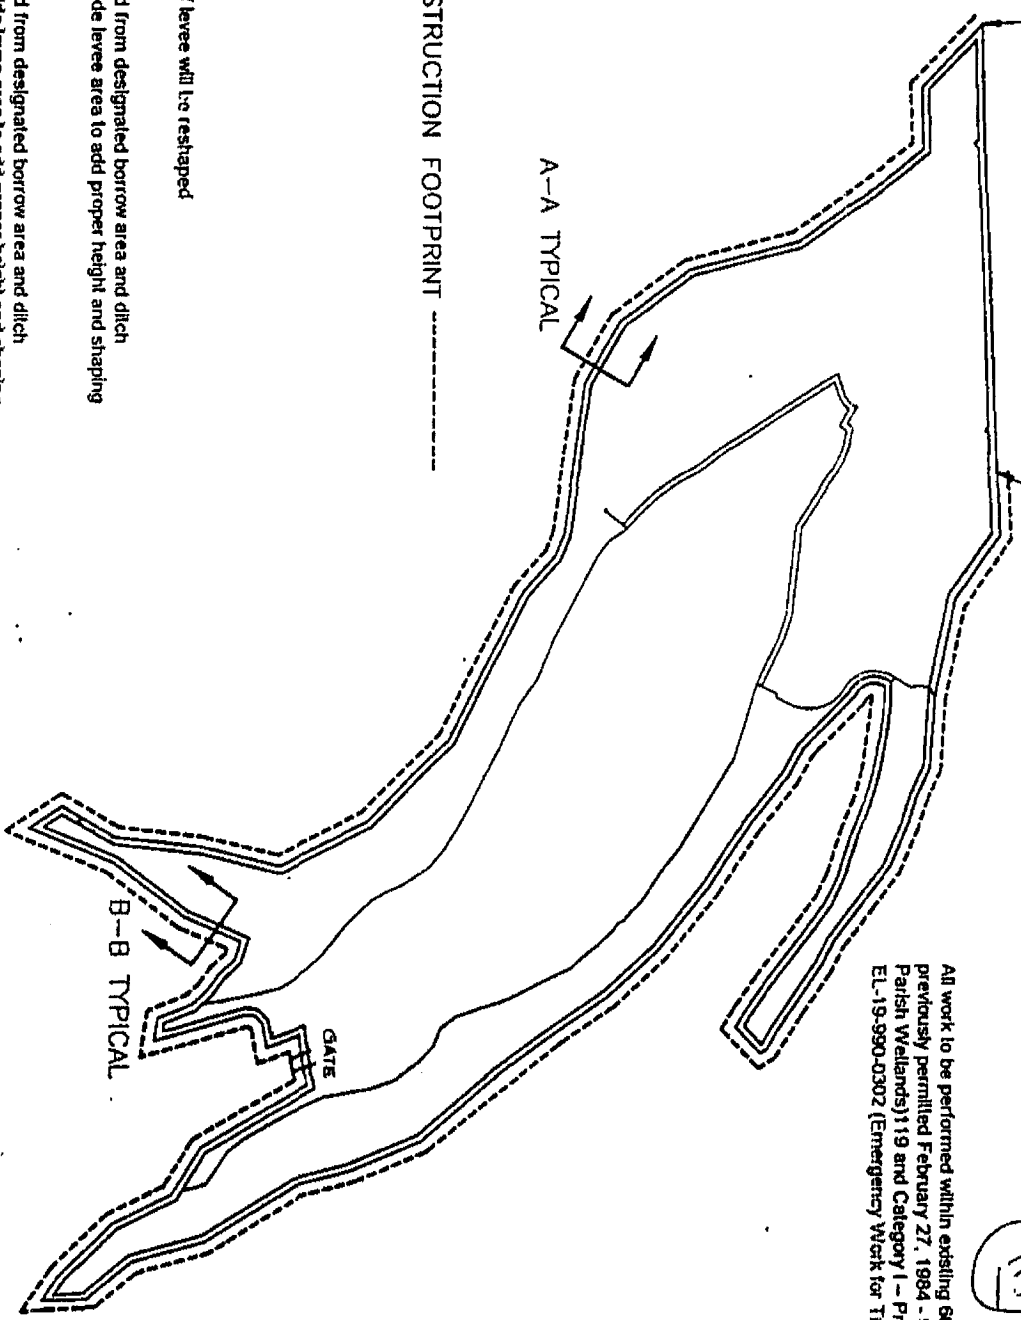 All work to be performed within existing
previously permitted February 27, 1984 -
Parish Wetlands)119 and Category I – Pr
EL-19-990-0302 (Emergency Work for Ti
A–A TYPICAL
STRUCTION FOOTPRINT
GATE
levee will be reshaped
B–B TYPICAL
d from designated borrow area and ditch
de levee area to add proper height and shaping
d from designated borrow area and ditch